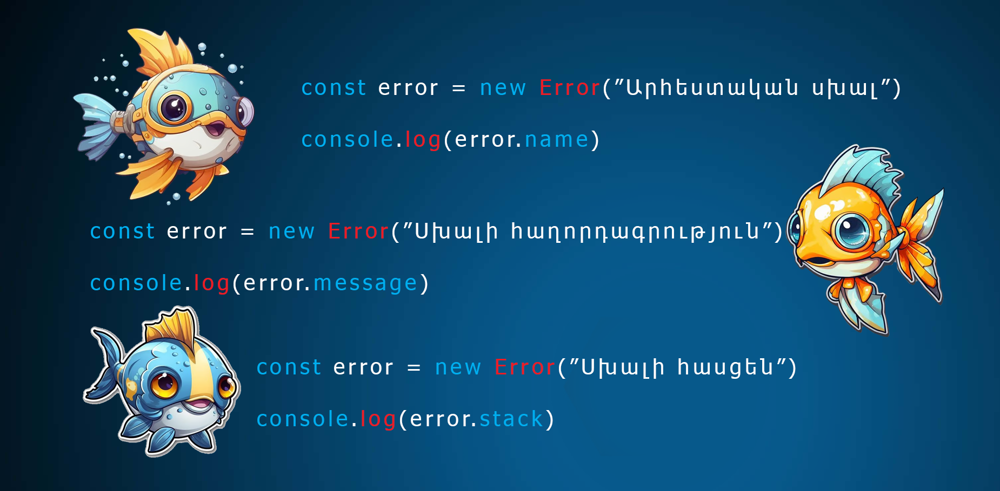 const error = new Error(”Արհեստական սխալ”)
console.log(error.name)
const error = new Error(”Սխալի հաղորդագրություն”)
console.log(error.message)
const error = new Error(”Սխալի հասցեն”)
console.log(error.stack)